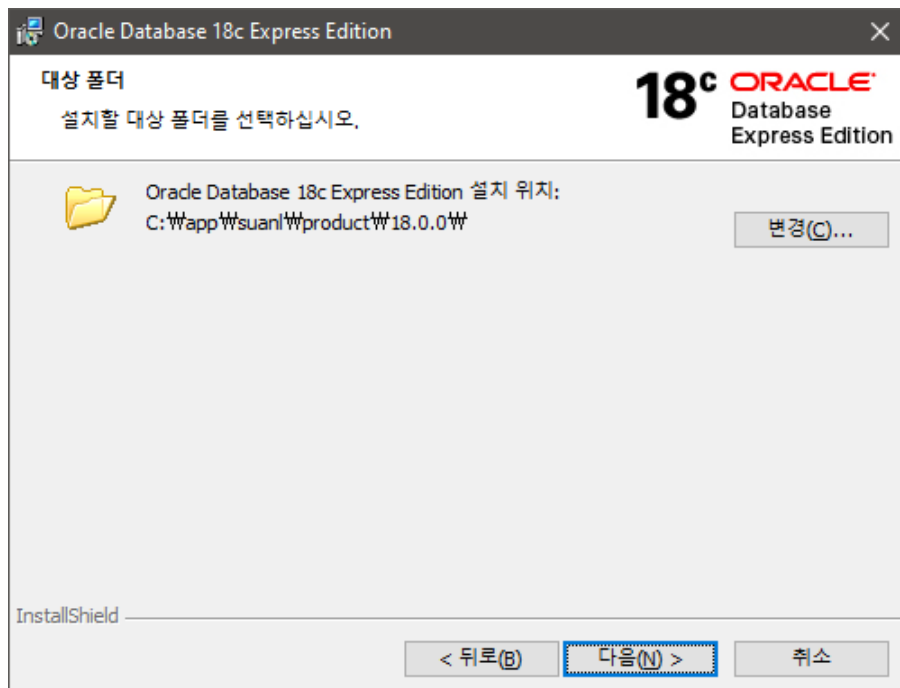 Oracle Database 18c Express Edition
대상 폴더
설치할 대상 폴더를 선택하십시오.
18c ORACLE
Database
Express Edition
Oracle Database 18c Express Edition 설치 위치:
C:₩app₩suanl₩product₩18.0.0₩
변경(C)...
InstallShield
< 뒤로(B)
다음(N) >
취소